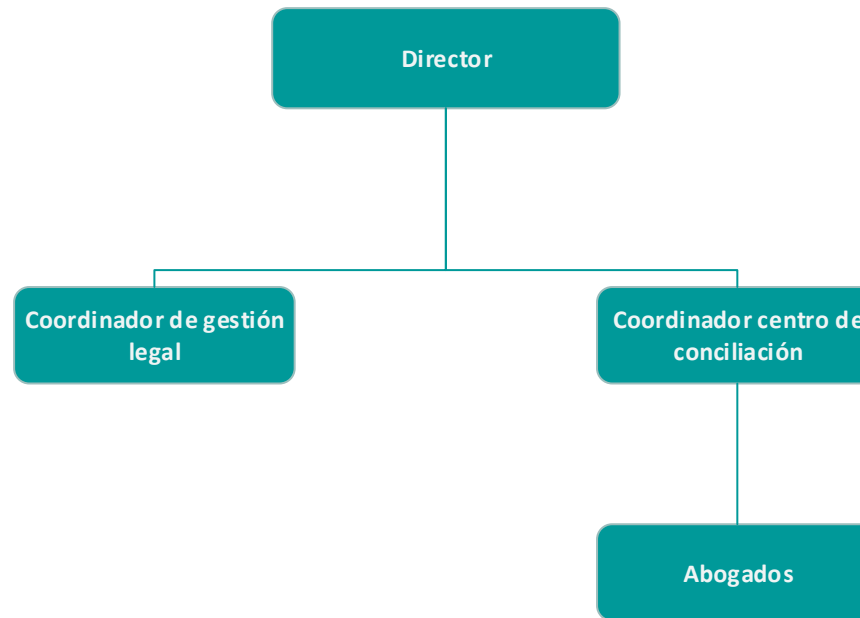 Director
Coordinador de gestión
legal
Coordinador centro de
conciliación
Abogados